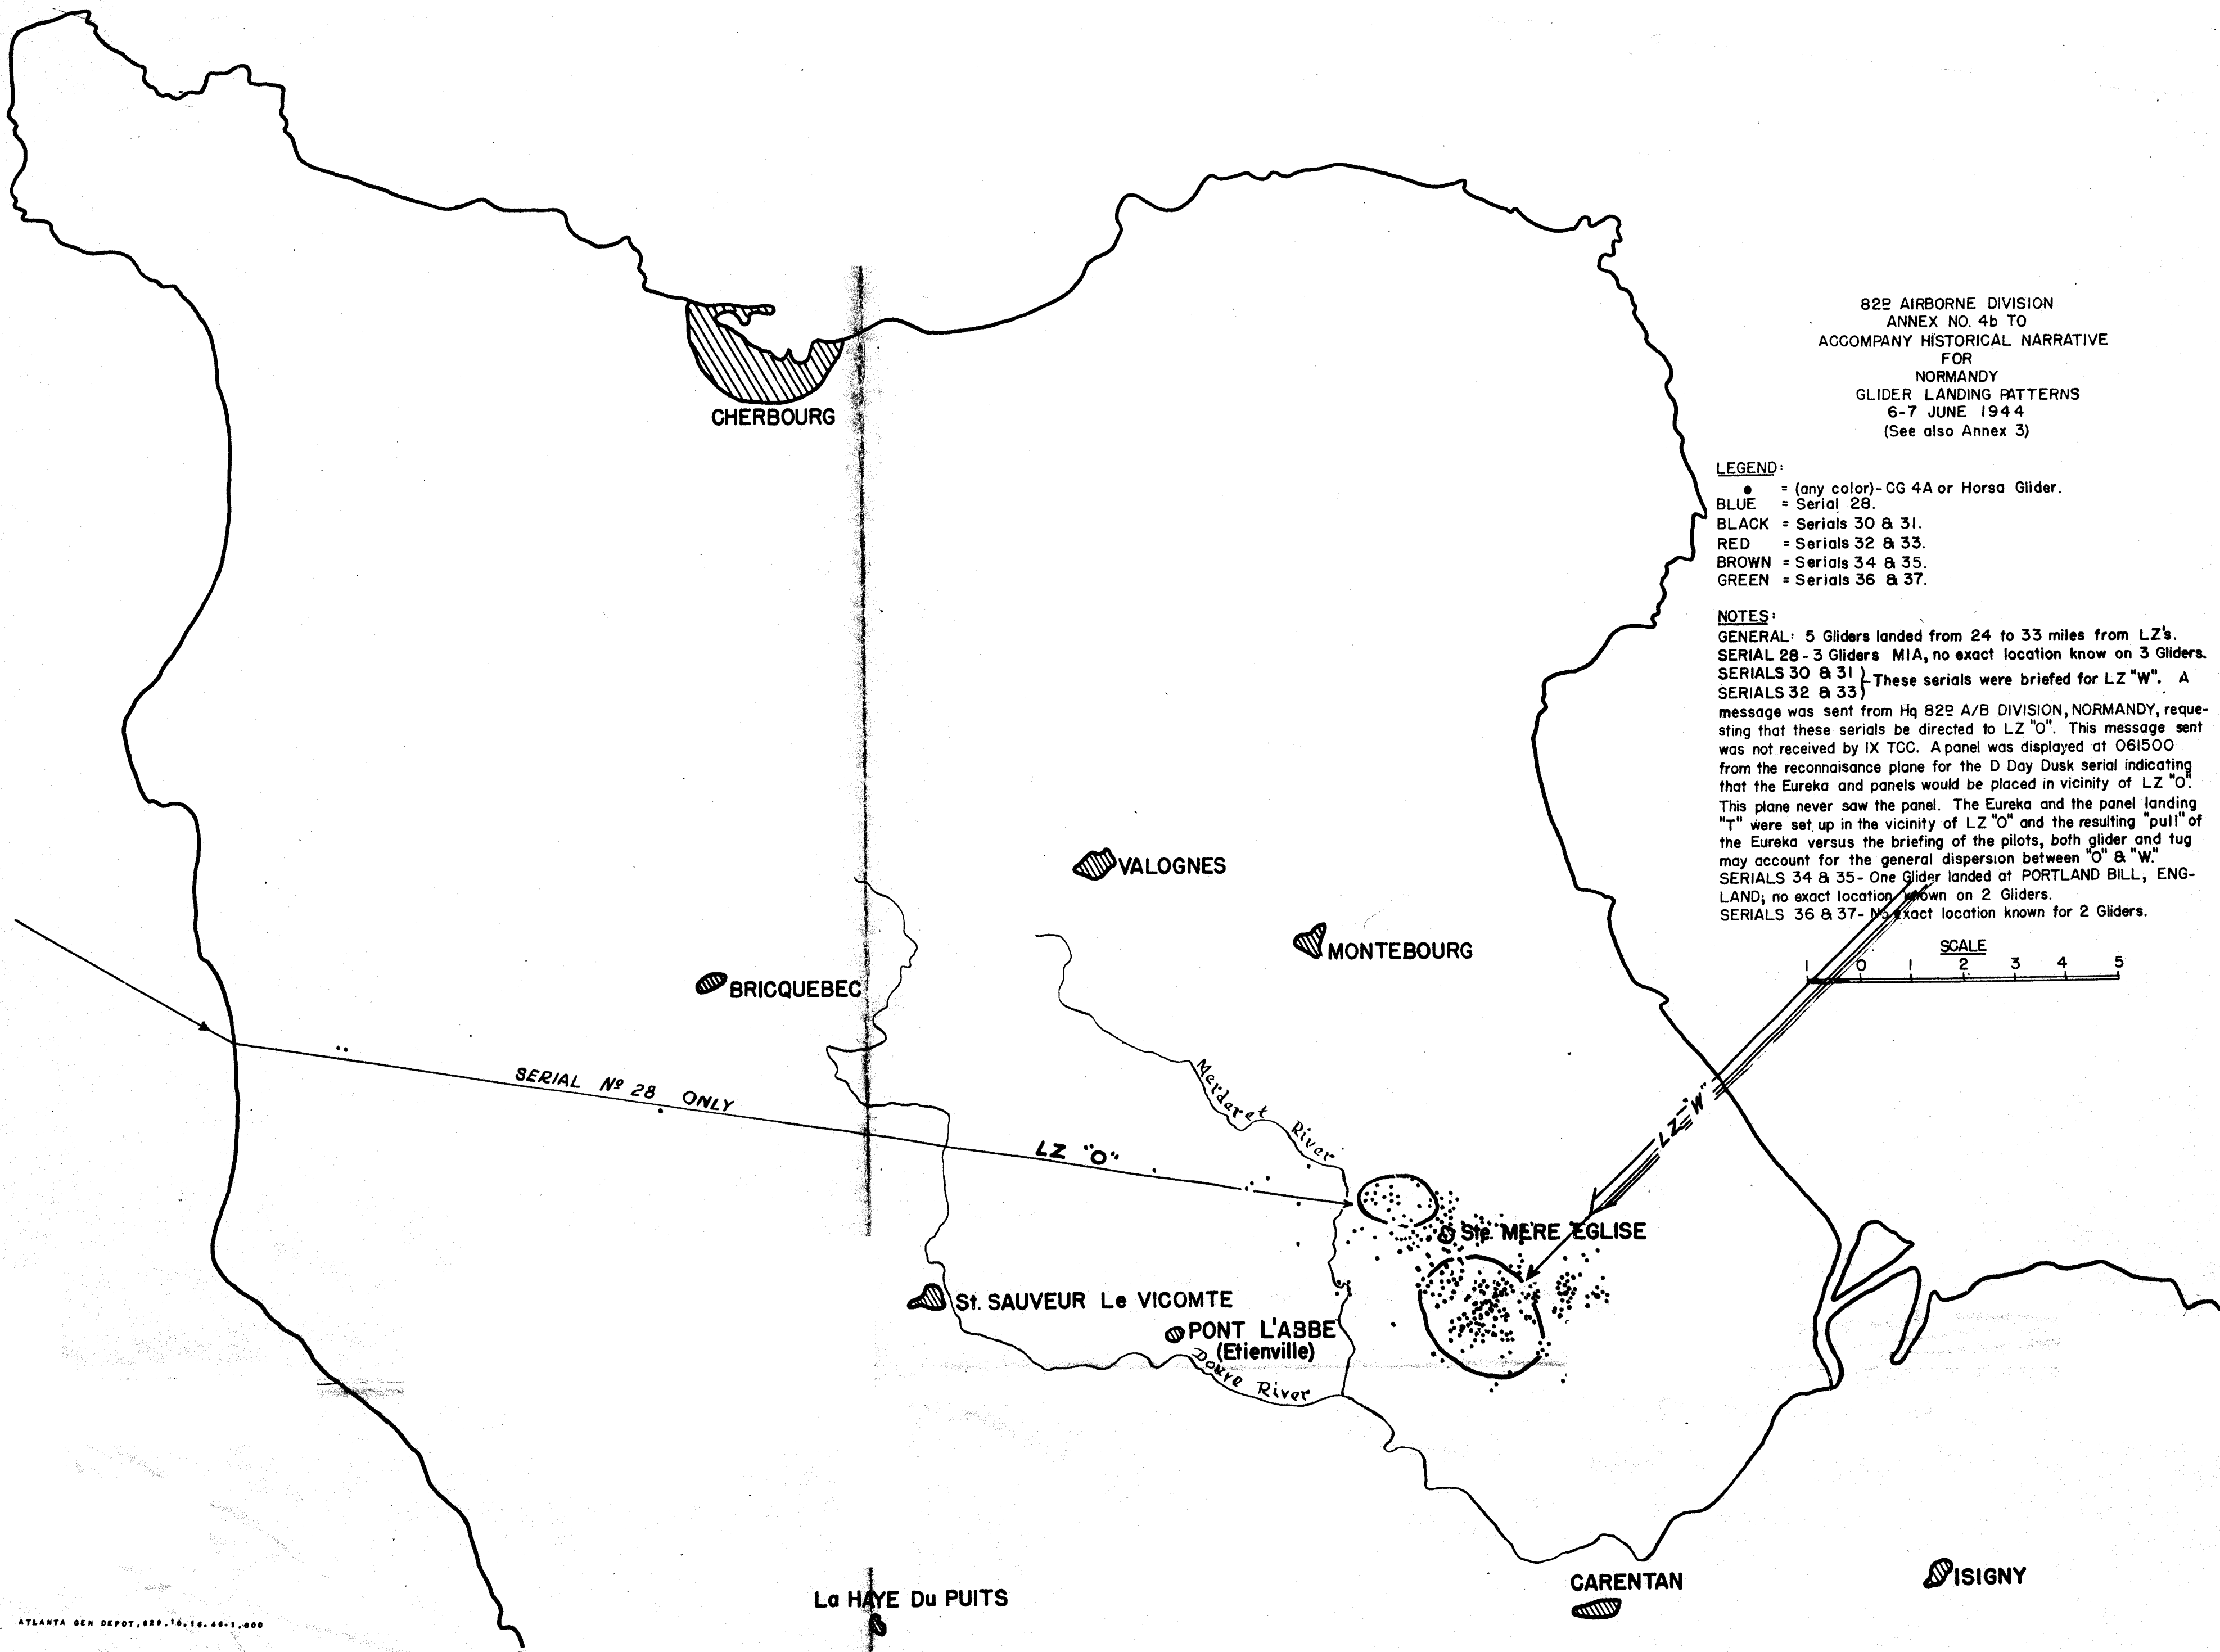 82D AIRBORNE DIVISION
ANNEX NO. 4b TO
ACCOMPANY HISTORICAL NARRATIVE
FOR
NORMANDY
GLIDER LANDING PATTERNS
6-7 JUNE 1944
(See also Annex 3)
LEGEND:
• = (any color)-CG 4A or Horsa Glider.
BLUE = Serial 28.
BLACK = Serials 30 & 31.
RED = Serials 32 & 33.
BROWN = Serials 34 & 35.
GREEN = Serials 36 & 37.
NOTES:
GENERAL: 5 Gliders landed from 24 to 33 miles from LZ's.
SERIAL 28-3 Gliders MIA, no exact location know on 3 Gliders.
SERIALS 30 & 31
SERIALS 32 & 33
}-These serials were briefed for LZ "W". A
message was sent from Hq 82D A/B DIVISION, NORMANDY, reque-
sting that these serials be directed to LZ "O". This message sent
was not received by IX TCC. A panel was displayed at 061500
from the reconnaisance plane for the D Day Dusk serial indicating
that the Eureka and panels would be placed in vicinity of LZ "O".
This plane never saw the panel. The Eureka and the panel landing
"T" were set up in the vicinity of LZ "O" and the resulting "pull" of
the Eureka versus the briefing of the pilots, both glider and tug
may account for the general dispersion between "O" & "W."
SERIALS 34 & 35- One Glider landed at PORTLAND BILL, ENG-
LAND; no exact location known on 2 Gliders.
SERIALS 36 & 37- No exact location known for 2 Gliders.
SCALE
1 0 1 2 3 4 5
CHERBOURG
VALOGNES
MONTEBOURG
BRICQUEBEC
SERIAL Nº 28 ONLY
Merderet River
LZ "O"
LZ "W"
Ste. MERE EGLISE
St. SAUVEUR Le VICOMTE
PONT L'ABBE
(Etienville)
Douve River
CARENTAN
ISIGNY
La HAYE Du PUITS
ATLANTA GEN DEPOT,